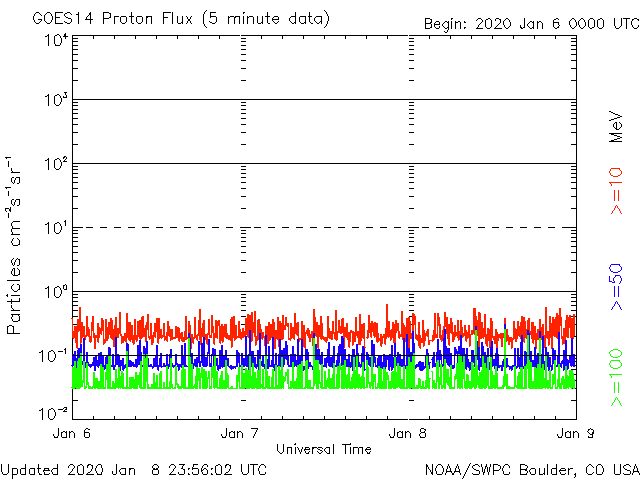 GOES14 Proton Flux (5 minute data)
Begin: 2020 Jan 6 0000 UTC
10⁴
10³
10²
10¹
10⁰
10⁻¹
10⁻²
Particles cm⁻²s⁻¹sr⁻¹
MeV
>=10
>=50
>=100
Jan 6 Jan 7 Jan 8 Jan 9
Universal Time
Updated 2020 Jan 8 23:56:02 UTC
NOAA/SWPC Boulder, CO USA